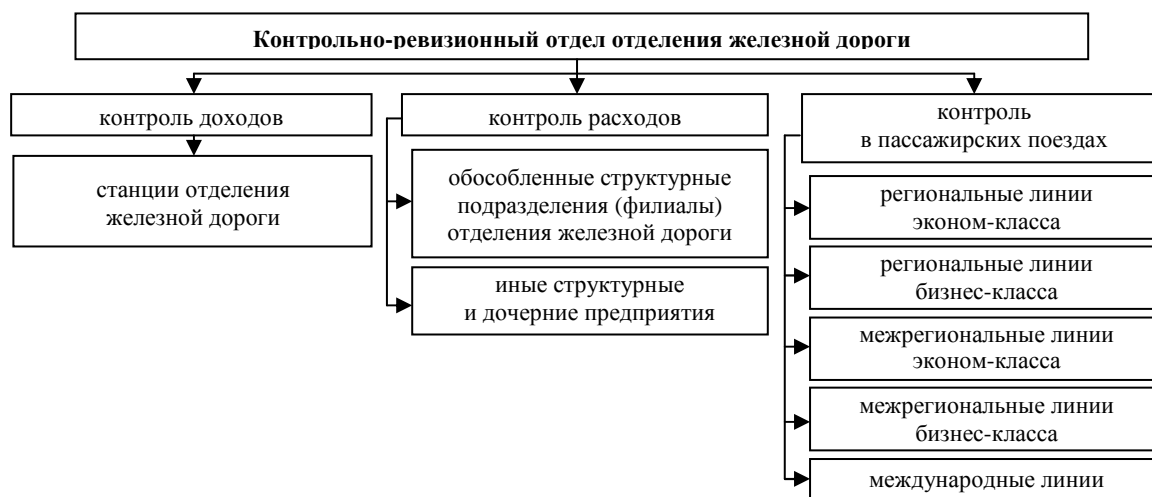 Контрольно-ревизионный отдел отделения железной дороги
контроль доходов
станции отделения
железной дороги
контроль расходов
обособленные структурные
подразделения (филиалы)
отделения железной дороги
иные структурные
и дочерние предприятия
контроль
в пассажирских поездах
региональные линии
эконом-класса
региональные линии
бизнес-класса
межрегиональные линии
эконом-класса
межрегиональные линии
бизнес-класса
международные линии